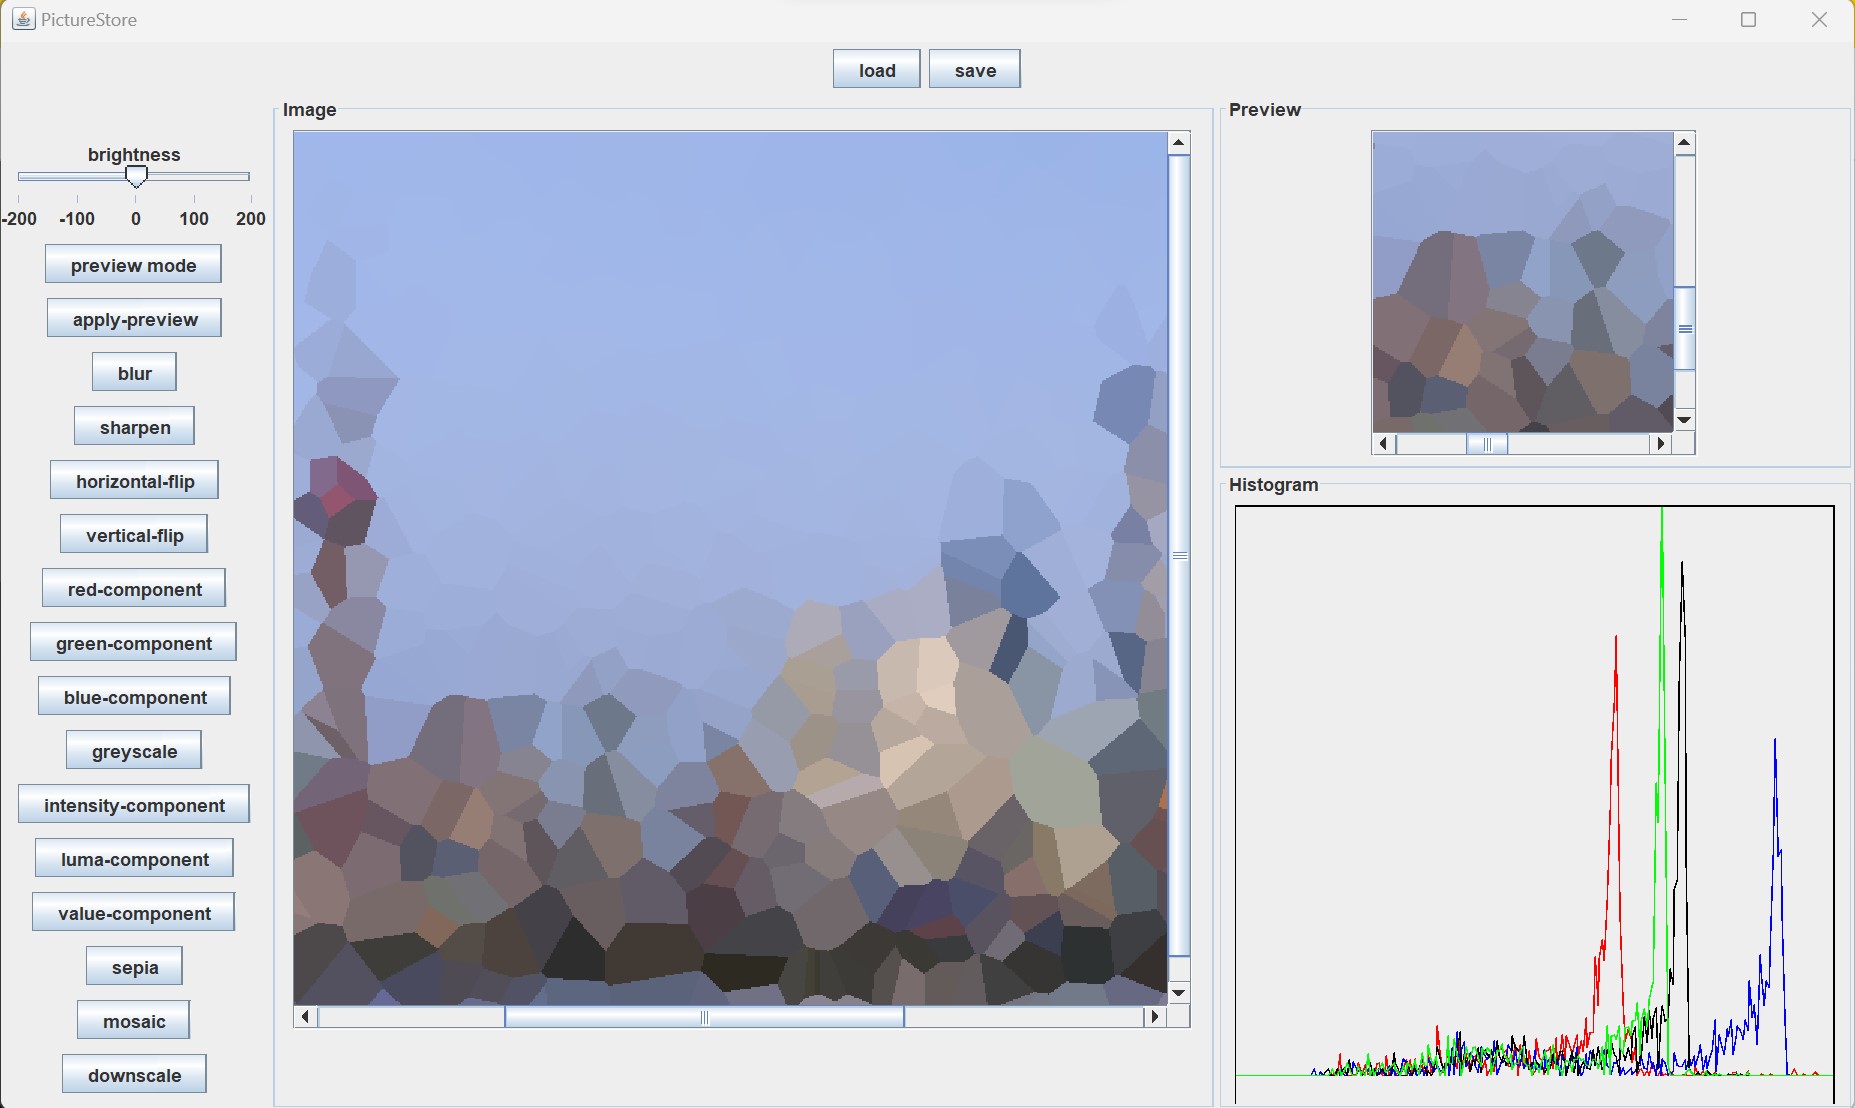 PictureStore
load save
Image
Preview
brightness
-200 -100 0 100 200
preview mode
apply-preview
blur
sharpen
horizontal-flip
vertical-flip
red-component
green-component
blue-component
greyscale
intensity-component
luma-component
value-component
sepia
mosaic
downscale
Histogram